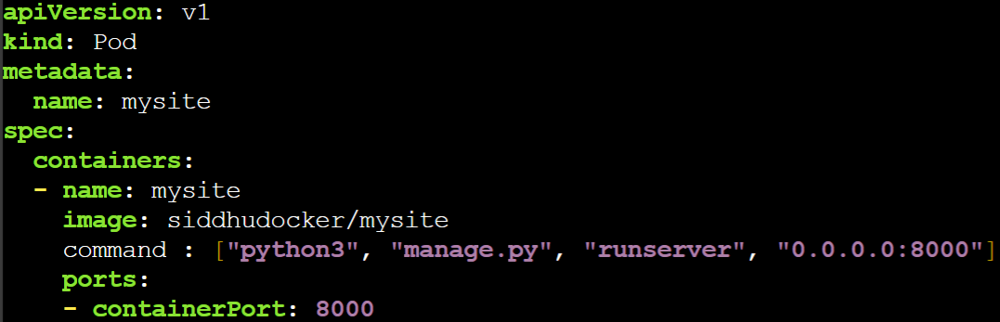 apiVersion: v1
kind: Pod
metadata:
  name: mysite
spec:
  containers:
  - name: mysite
    image: siddhudocker/mysite
    command : ["python3", "manage.py", "runserver", "0.0.0.0:8000"]
    ports:
    - containerPort: 8000